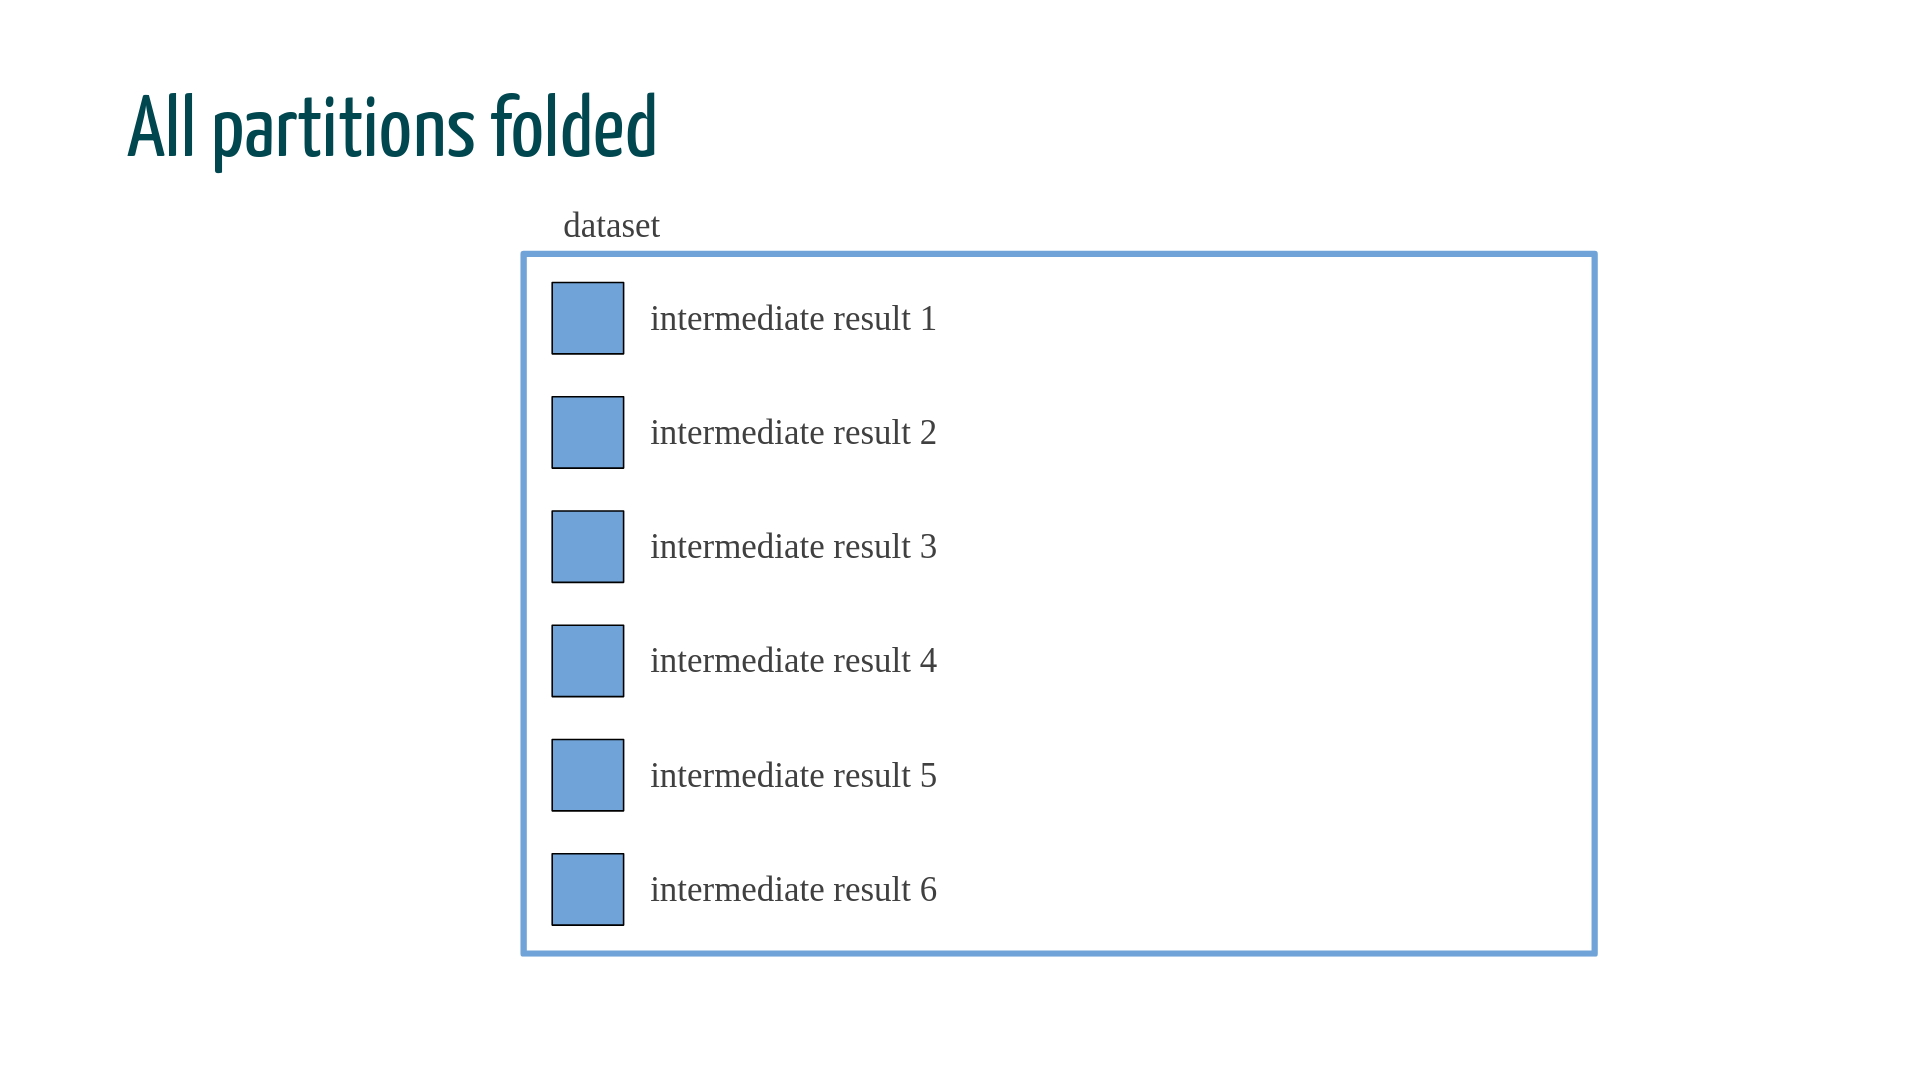 All partitions folded
dataset
intermediate result 1
intermediate result 2
intermediate result 3
intermediate result 4
intermediate result 5
intermediate result 6